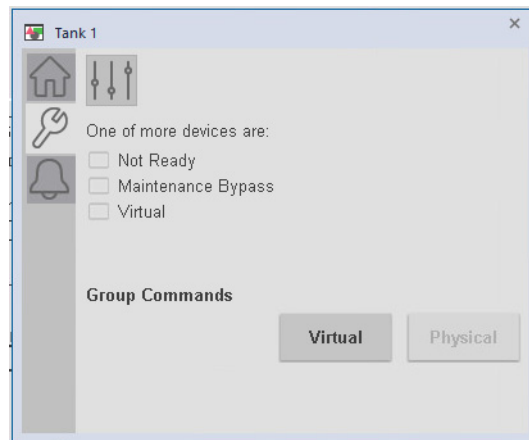 Tank 1
One of more devices are:
Not Ready
Maintenance Bypass
Virtual
Group Commands
Virtual Physical